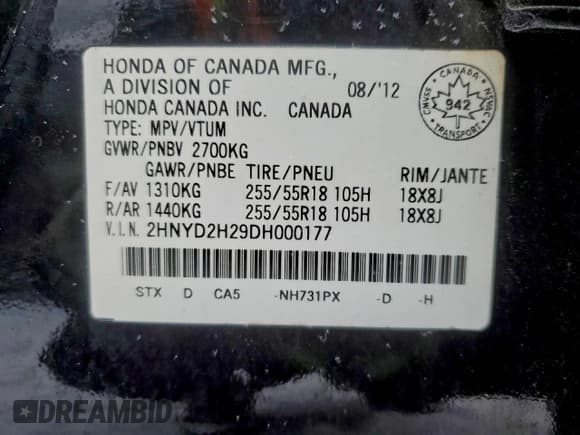 HONDA OF CANADA MFG.,
A DIVISION OF 08/'12
HONDA CANADA INC. CANADA
TYPE: MPV/VTUM
GVWR/PNBV 2700KG
GAWR/PNBE TIRE/PNEU RIM/JANTE
F/AV 1310KG 255/55R18 105H 18X8J
R/AR 1440KG 255/55R18 105H 18X8J
V.I.N. 2HNYD2H29DH000177
STX D CA5 -NH731PX -D -H
CANADA
CMVSS NSVAC
942
TRANSPORT
DREAMBID